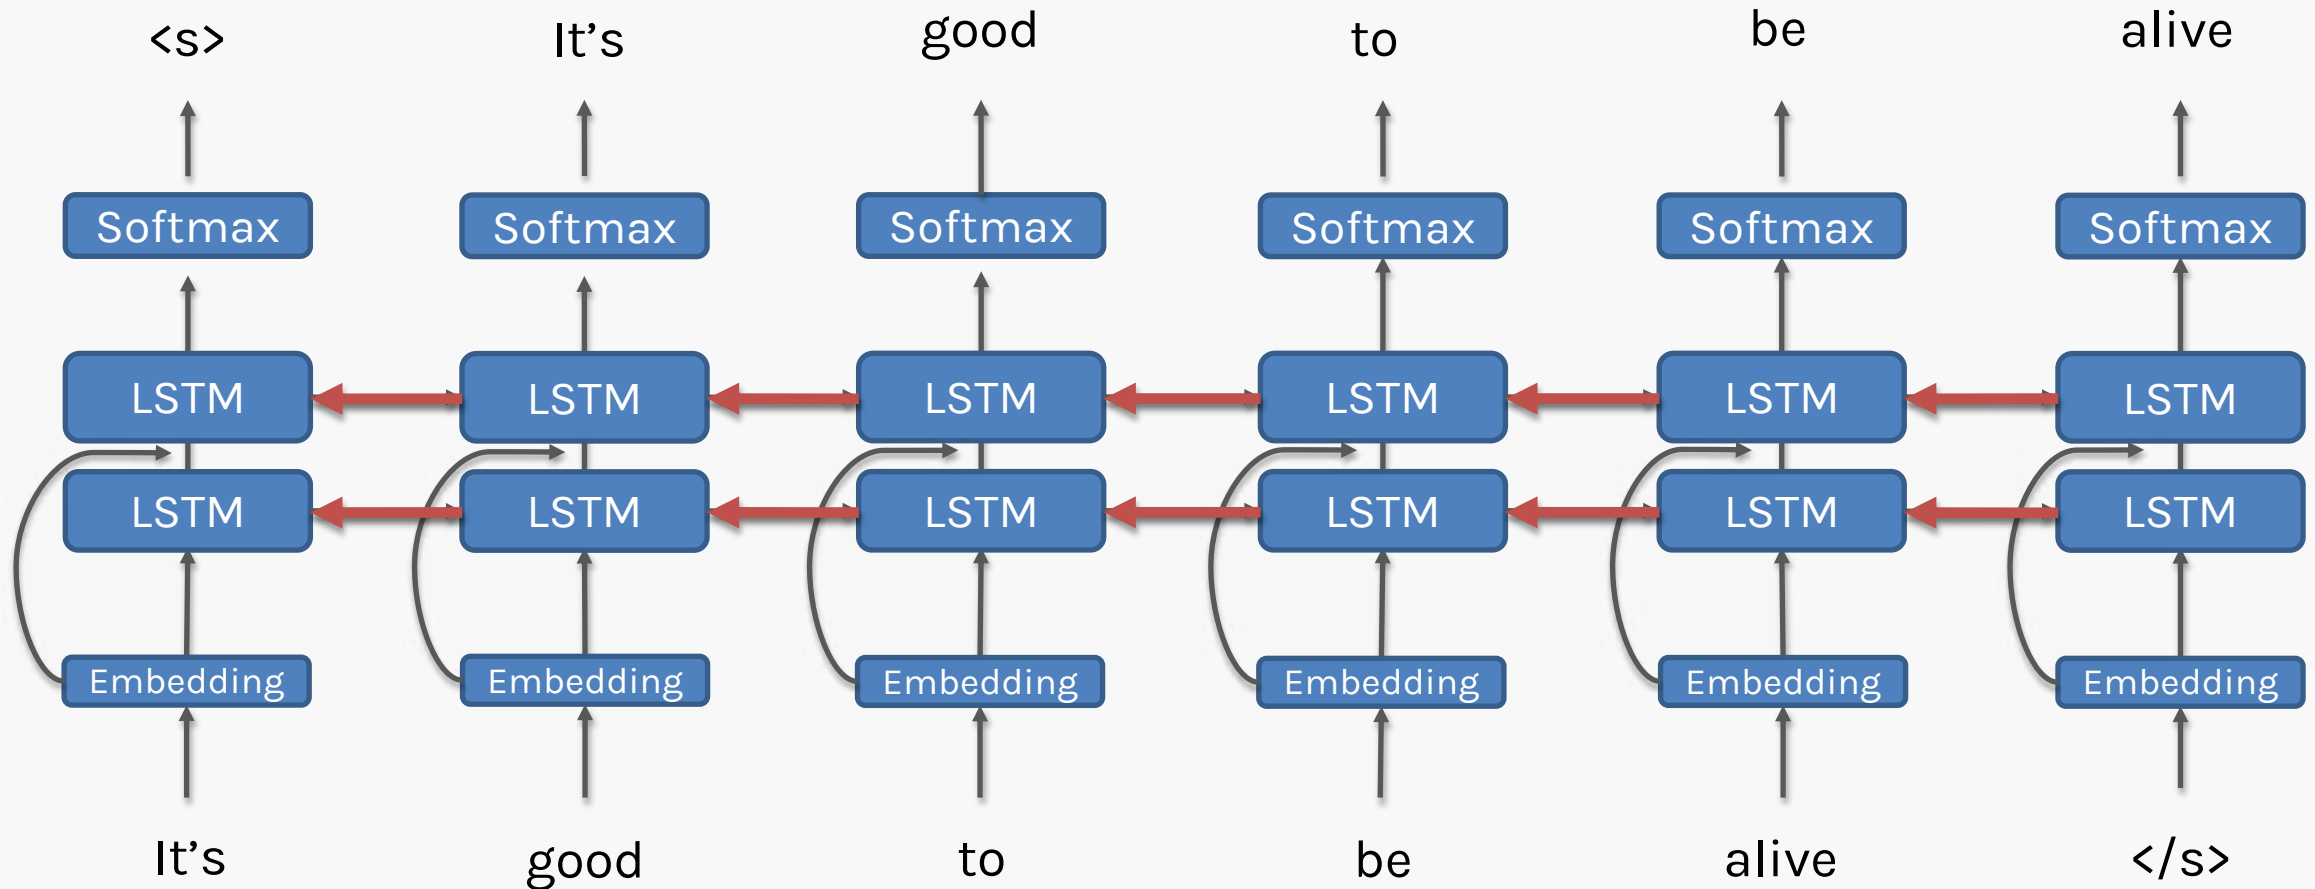 <s> It’s good to be alive
Softmax Softmax Softmax Softmax Softmax Softmax
LSTM LSTM LSTM LSTM LSTM LSTM
LSTM LSTM LSTM LSTM LSTM LSTM
Embedding Embedding Embedding Embedding Embedding Embedding
It’s good to be alive </s>